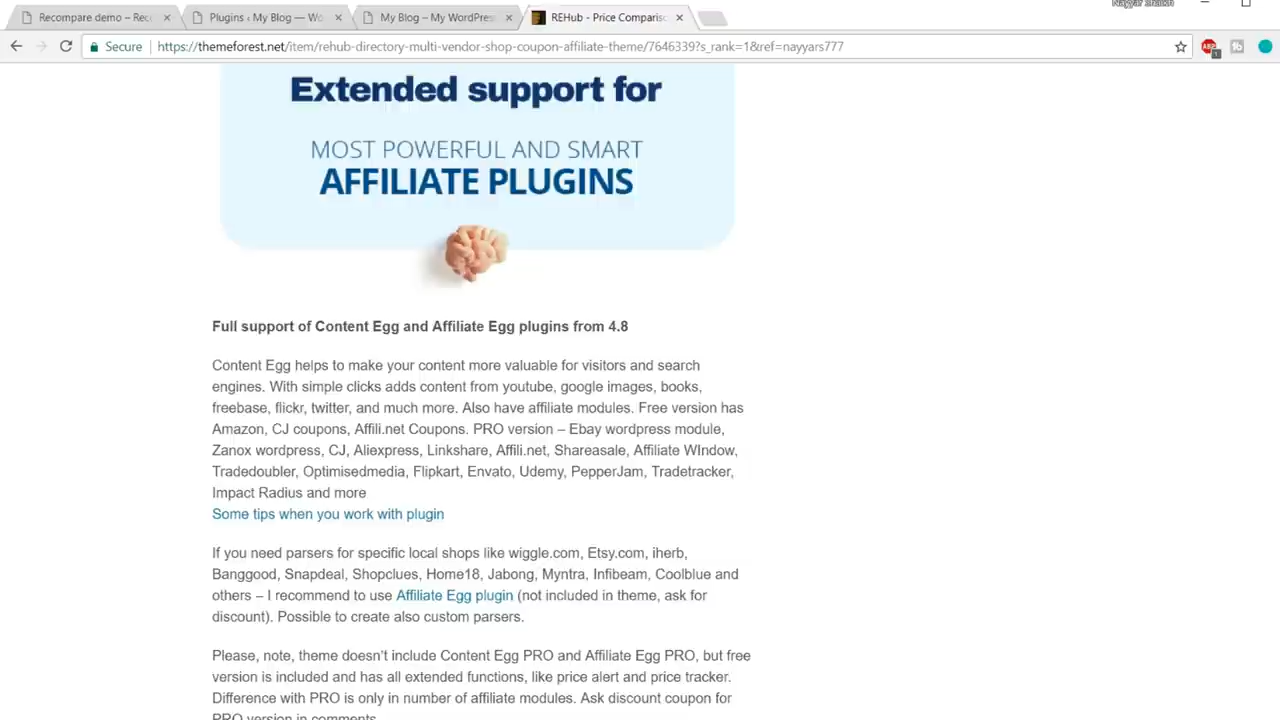 Recompare demo – Rec
Plugins ‹ My Blog — Wo
My Blog – My WordPres
REHub - Price Comparis
Secure
https://themeforest.net/item/rehub-directory-multi-vendor-shop-coupon-affiliate-theme/7646339?s_rank=1&ref=nayyars777
Extended support for
MOST POWERFUL AND SMART
AFFILIATE PLUGINS
Full support of Content Egg and Affiliate Egg plugins from 4.8
Content Egg helps to make your content more valuable for visitors and search
engines. With simple clicks adds content from youtube, google images, books,
freebase, flickr, twitter, and much more. Also have affiliate modules. Free version has
Amazon, CJ coupons, Affili.net Coupons. PRO version – Ebay wordpress module,
Zanox wordpress, CJ, Aliexpress, Linkshare, Affili.net, Shareasale, Affiliate WIndow,
Tradedoubler, Optimisedmedia, Flipkart, Envato, Udemy, PepperJam, Tradetracker,
Impact Radius and more
Some tips when you work with plugin
If you need parsers for specific local shops like wiggle.com, Etsy.com, iherb,
Banggood, Snapdeal, Shopclues, Home18, Jabong, Myntra, Infibeam, Coolblue and
others – I recommend to use Affiliate Egg plugin (not included in theme, ask for
discount). Possible to create also custom parsers.
Please, note, theme doesn't include Content Egg PRO and Affiliate Egg PRO, but free
version is included and has all extended functions, like price alert and price tracker.
Difference with PRO is only in number of affiliate modules. Ask discount coupon for
PRO version in comments